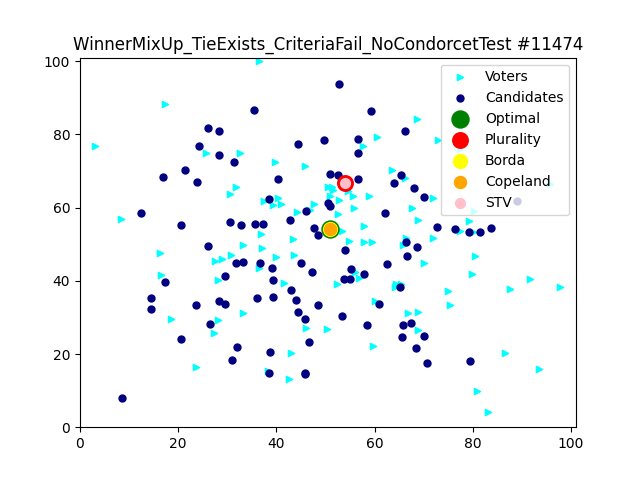 WinnerMixUp_TieExists_CriteriaFail_NoCondorcetTest #11474
100
80
60
40
20
0
0 20 40 60 80 100
Voters
Candidates
Optimal
Plurality
Borda
Copeland
STV